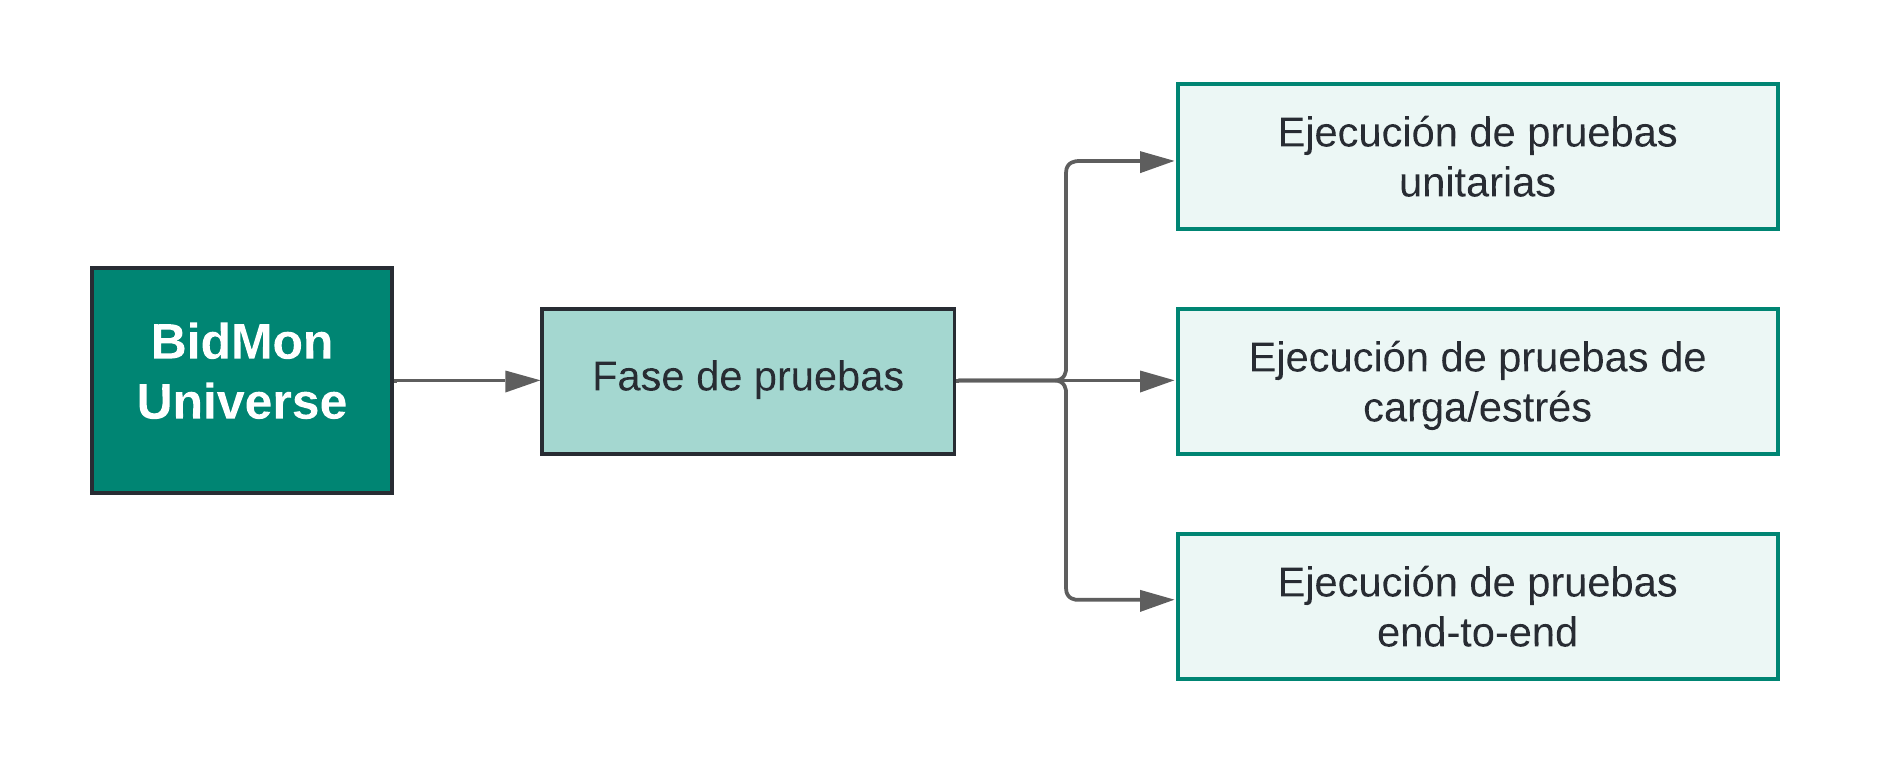 BidMon
Universe
Fase de pruebas
Ejecución de pruebas
unitarias
Ejecución de pruebas de
carga/estrés
Ejecución de pruebas
end-to-end